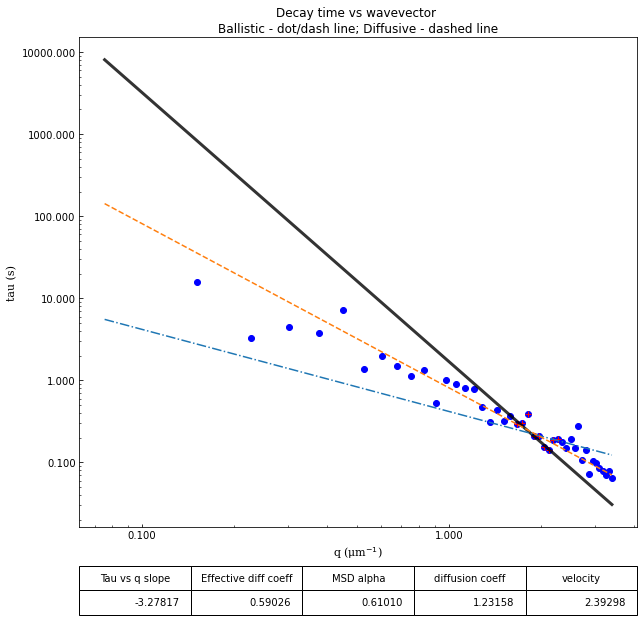 Decay time vs wavevector
Ballistic - dot/dash line; Diffusive - dashed line
10000.000
1000.000
100.000
10.000
1.000
0.100
tau (s)
0.100 1.000
q (μm⁻¹)
Tau vs q slope Effective diff coeff MSD alpha diffusion coeff velocity
-3.27817 0.59026 0.61010 1.23158 2.39298